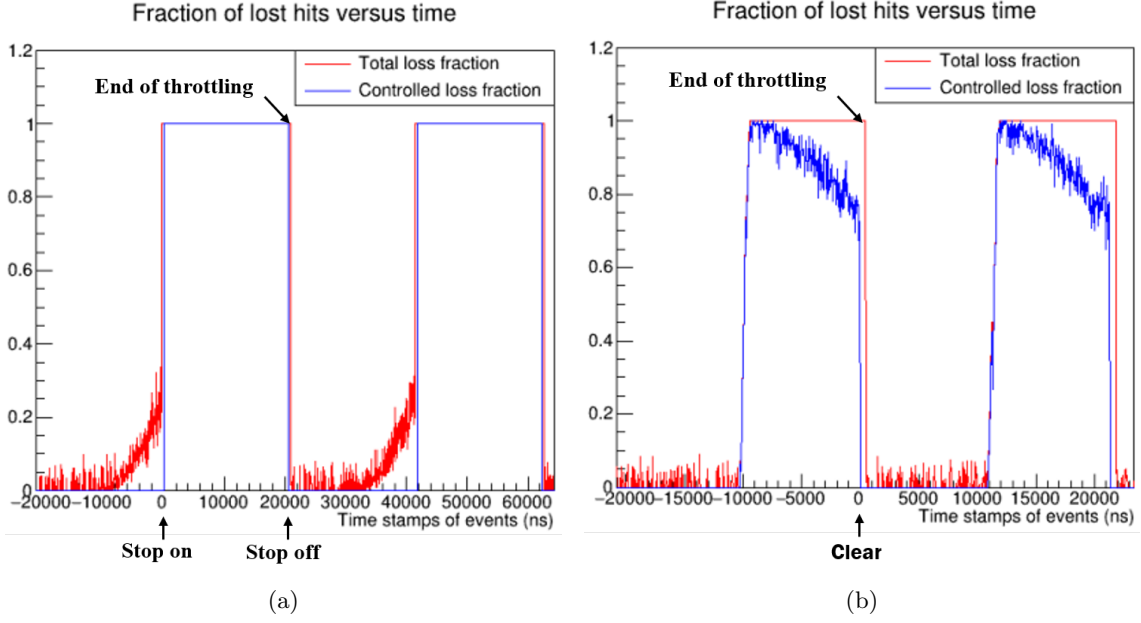 Fraction of lost hits versus time
1.2
1
0.8
0.6
0.4
0.2
0
Total loss fraction
Controlled loss fraction
End of throttling
−20000 −10000 0 10000 20000 30000 40000 50000 60000
Time stamps of events (ns)
Stop on
Stop off
(a)
Fraction of lost hits versus time
1.2
1
0.8
0.6
0.4
0.2
0
Total loss fraction
Controlled loss fraction
End of throttling
−20000 −15000 −10000 −5000 0 5000 10000 15000 20000
Time stamps of events (ns)
Clear
(b)